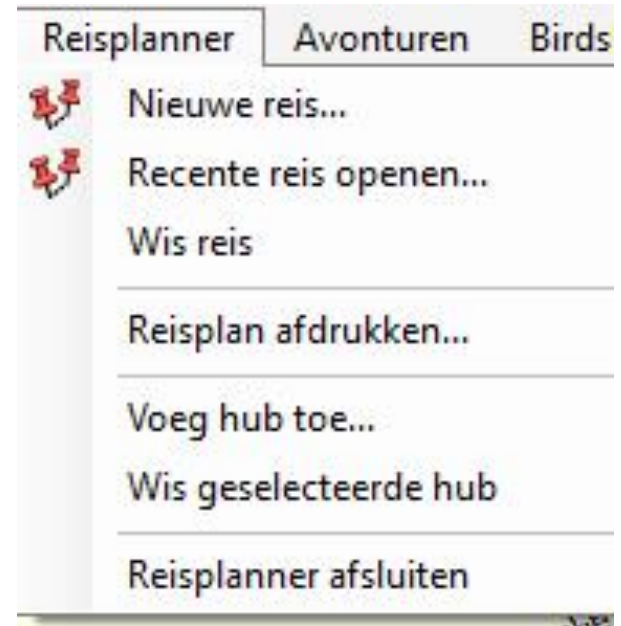 Reisplanner Avonturen Birds
Nieuwe reis...
Recente reis openen...
Wis reis
Reisplan afdrukken...
Voeg hub toe...
Wis geselecteerde hub
Reisplanner afsluiten